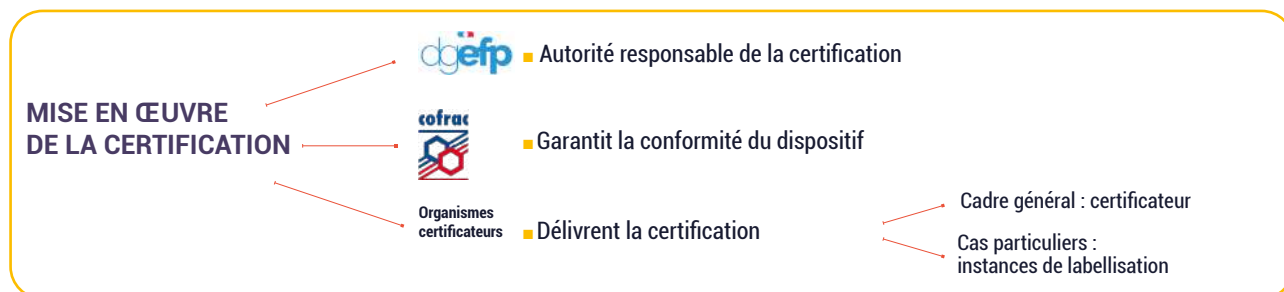 dgefp
■ Autorité responsable de la certification
MISE EN ŒUVRE
DE LA CERTIFICATION
cofrac
■ Garantit la conformité du dispositif
Organismes
certificateurs
■ Délivrent la certification
Cadre général : certificateur
Cas particuliers :
instances de labellisation